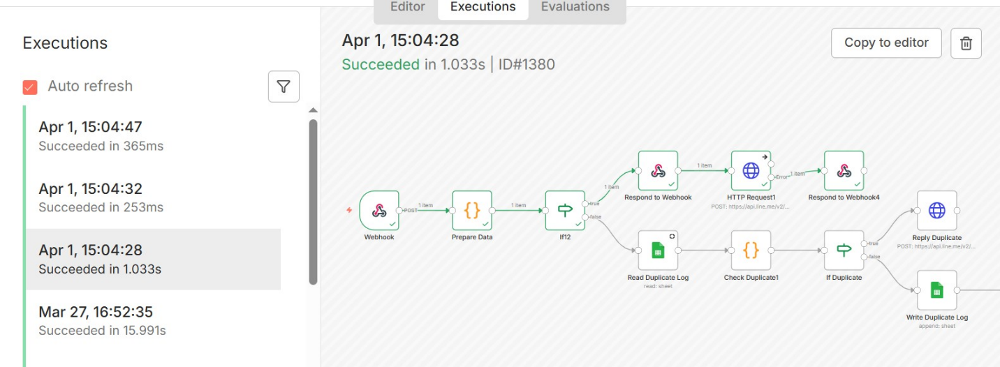 Editor Executions Evaluations
Executions
Auto refresh
Apr 1, 15:04:47
Succeeded in 365ms
Apr 1, 15:04:32
Succeeded in 253ms
Apr 1, 15:04:28
Succeeded in 1.033s
Mar 27, 16:52:35
Succeeded in 15.991s
Apr 1, 15:04:28
Succeeded in 1.033s | ID#1380
Copy to editor
POST
1 item
1 item
1 item
true
false
1 item
Error
1 item
Webhook
Prepare Data
If12
Respond to Webhook
HTTP Request1
POST: https://api.line.me/v2/...
Respond to Webhook4
Read Duplicate Log
read: sheet
Check Duplicate1
If Duplicate
true
false
Reply Duplicate
POST: https://api.line.me/v2/...
Write Duplicate Log
append: sheet